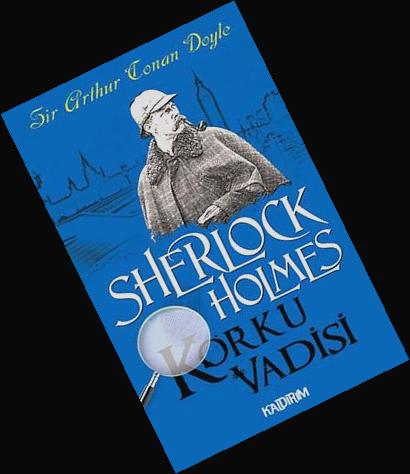 Sir Arthur Conan Doyle
SHERLOCK
HOLMES
KORKU
VADİSİ
KALDIRIM